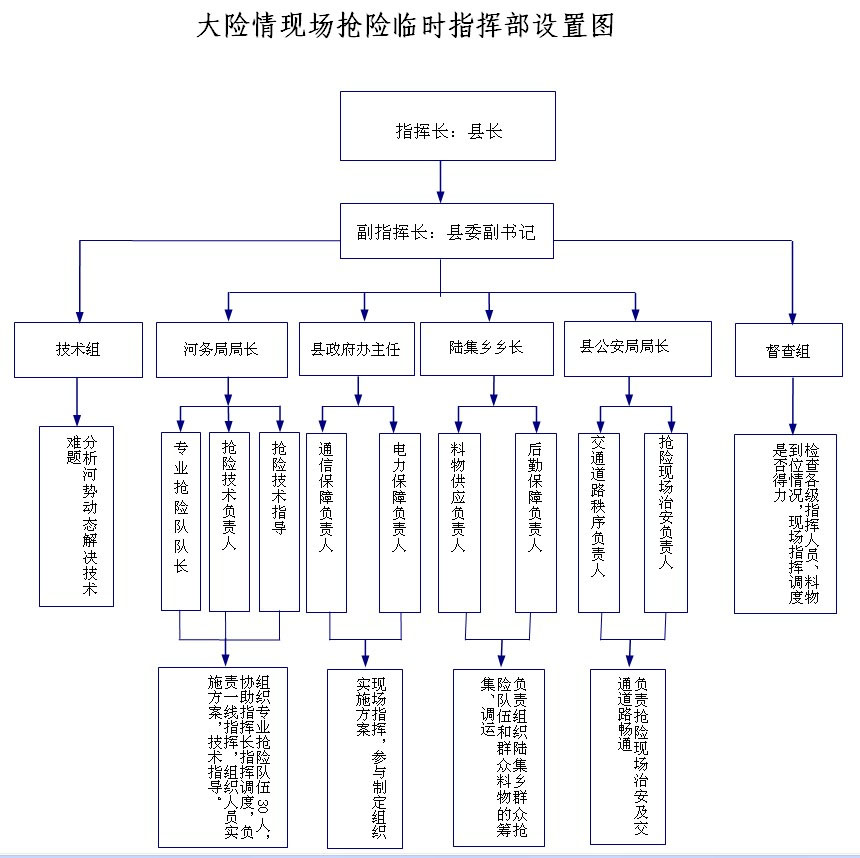 大险情现场抢险临时指挥部设置图
指挥长：县长
副指挥长：县委副书记
技术组
河务局局长
县政府办主任
陆集乡乡长
县公安局局长
督查组
分析河势动态解决技术
难题
专业抢险队队长
抢险技术负责人
抢险技术指导
通信保障负责人
电力保障负责人
料物供应负责人
后勤保障负责人
交通道路秩序负责人
抢险现场治安负责人
检查各级指挥人员、料物
到位情况，现场指挥调度
是否得力
组织专业抢险队伍30人；
协助指挥长指挥调度，负
责一线指挥，组织人员实
施方案，技术指导。
现场指挥，参与制定组织
实施方案
负责组织陆集乡群众抢
险队伍和群众料物的筹
集、调运
负责抢险现场治安及交
通道路畅通